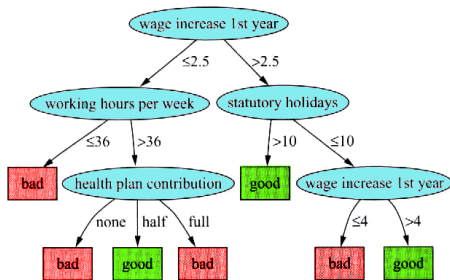 wage increase 1st year
≤2.5 >2.5
working hours per week statutory holidays
≤36 >36 >10 ≤10
bad health plan contribution good wage increase 1st year
none half full ≤4 >4
bad good bad bad good